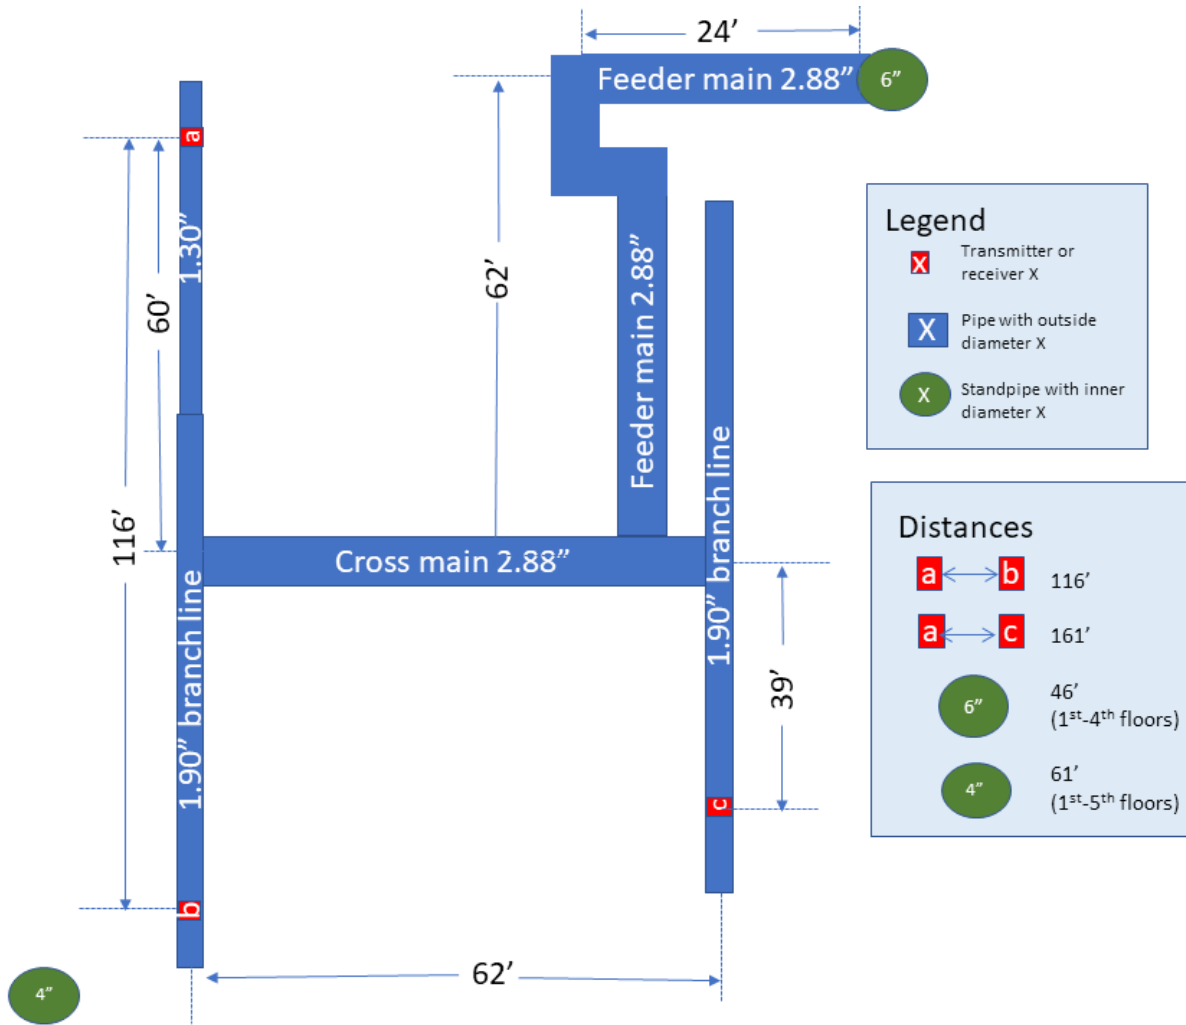 24’
Feeder main 2.88”
6”
a
1.30”
60’
62’
116’
Feeder main 2.88”
Cross main 2.88”
1.90” branch line
1.90” branch line
39’
c
b
62’
4”
Legend
x
Transmitter or
receiver X
X
Pipe with outside
diameter X
X
Standpipe with inner
diameter X
Distances
a
b
116’
a
c
161’
6”
46’
(1st-4th floors)
4”
61’
(1st-5th floors)